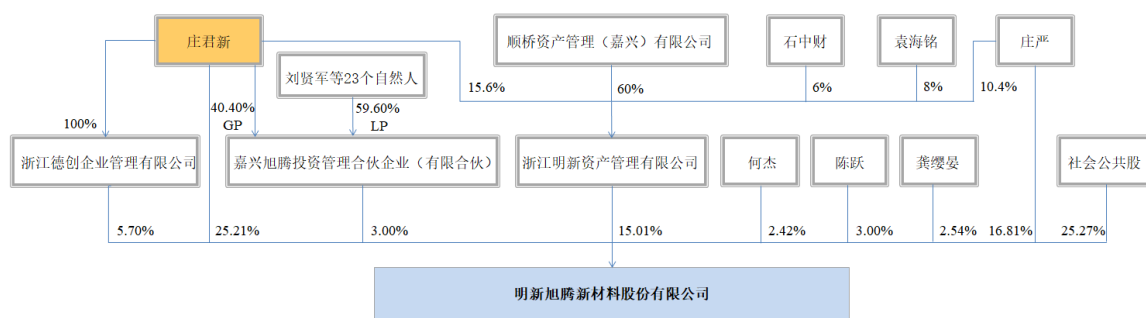 庄君新
顺桥资产管理（嘉兴）有限公司
石中财
袁海铭
庄严
刘贤军等23个自然人
15.6%
60%
6%
8%
10.4%
40.40%
GP
59.60%
LP
100%
浙江德创企业管理有限公司
嘉兴旭腾投资管理合伙企业（有限合伙）
浙江明新资产管理有限公司
何杰
陈跃
龚缨晏
社会公共股
5.70%
25.21%
3.00%
15.01%
2.42%
3.00%
2.54%
16.81%
25.27%
明新旭腾新材料股份有限公司